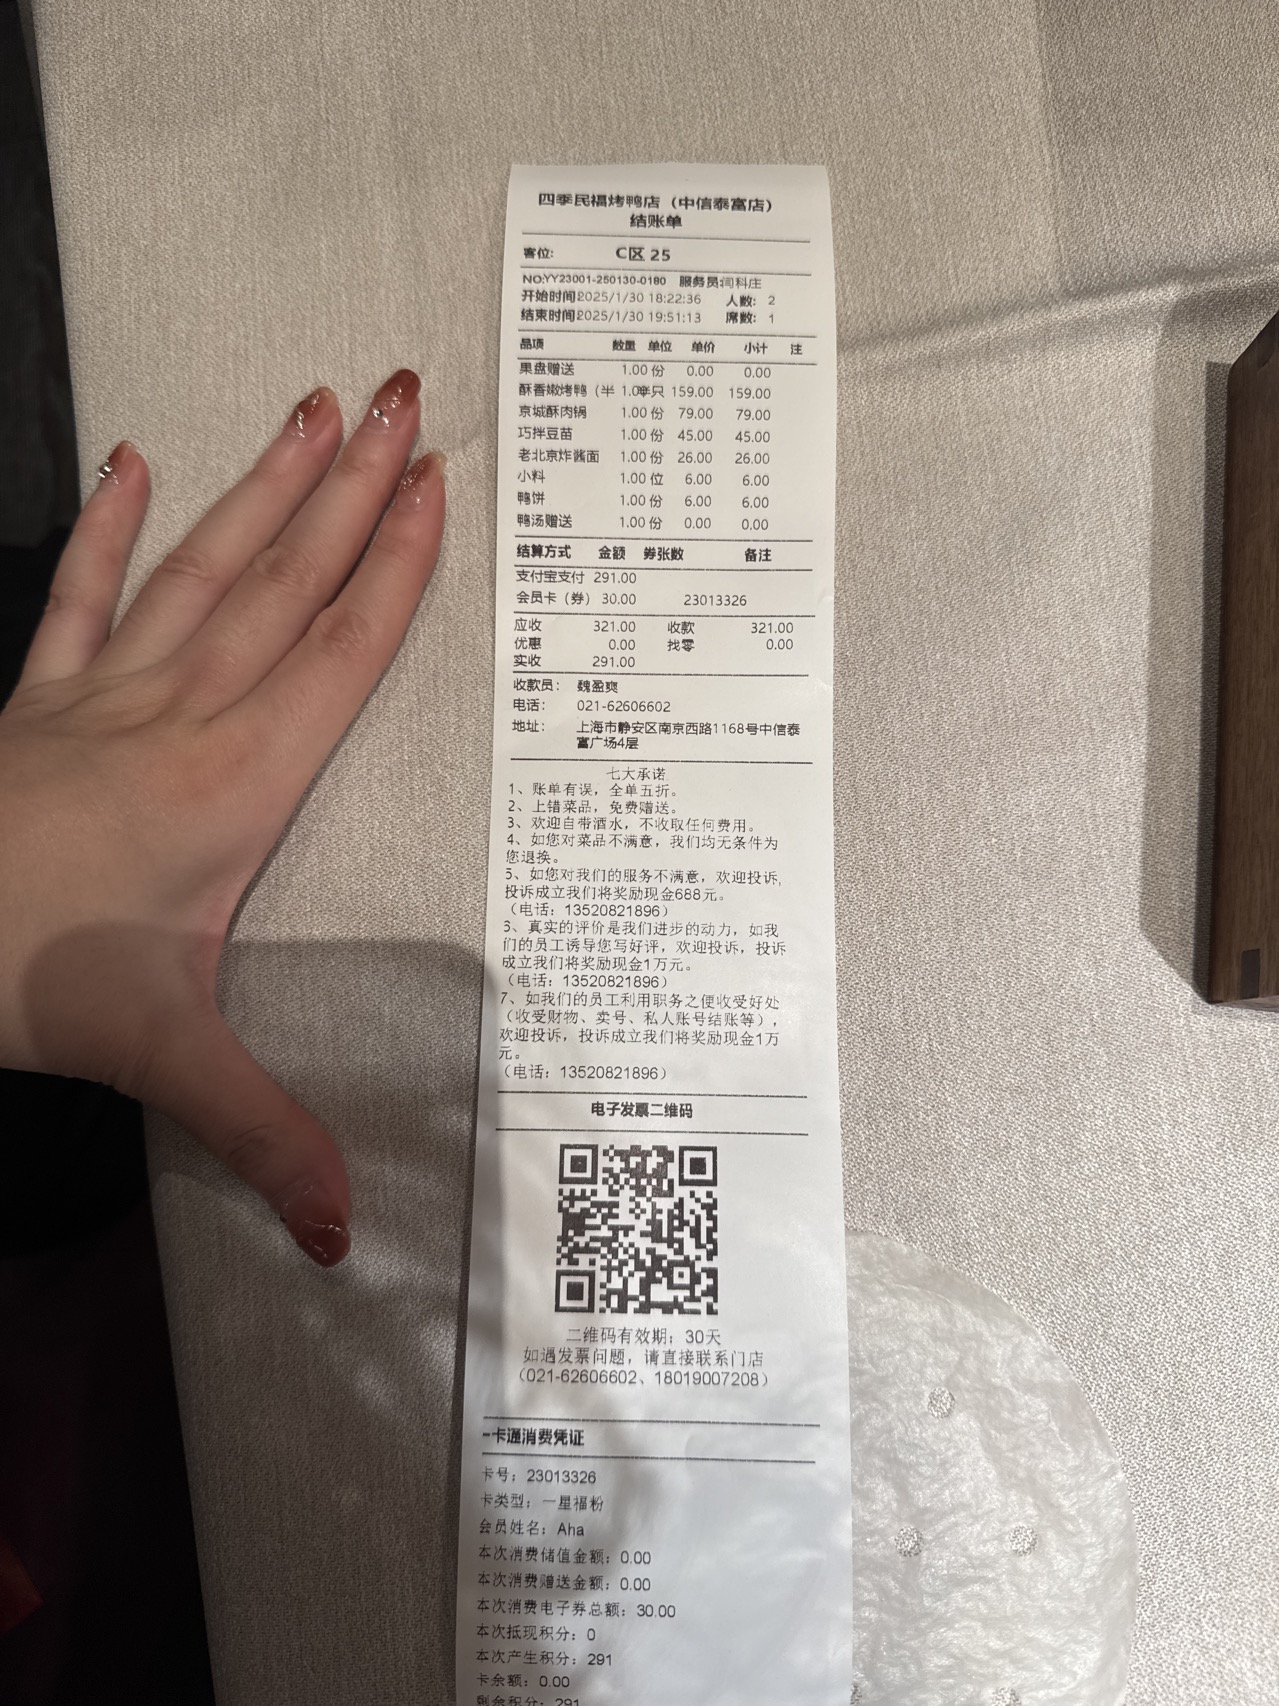 四季民福烤鸭店（中信泰富店）
结账单
客位: C区 25
NO:YY23001-250130-0180 服务员:闫科庄
开始时间:2025/1/30 18:22:36 人数: 2
结束时间:2025/1/30 19:51:13 席数: 1
品项 数量 单位 单价 小计 注
果盘赠送 1.00 份 0.00 0.00
酥香嫩烤鸭（半 1.00 半只 159.00 159.00
京城酥肉锅 1.00 份 79.00 79.00
巧拌豆苗 1.00 份 45.00 45.00
老北京炸酱面 1.00 份 26.00 26.00
小料 1.00 位 6.00 6.00
鸭饼 1.00 份 6.00 6.00
鸭汤赠送 1.00 份 0.00 0.00
结算方式 金额 券张数 备注
支付宝支付 291.00
会员卡（券） 30.00 23013326
应收 321.00 收款 321.00
优惠 0.00 找零 0.00
实收 291.00
收款员: 魏盈爽
电话: 021-62606602
地址: 上海市静安区南京西路1168号中信泰
富广场4层
七大承诺
1、账单有误，全单五折。
2、上错菜品，免费赠送。
3、欢迎自带酒水，不收取任何费用。
4、如您对菜品不满意，我们均无条件为
您退换。
5、如您对我们的服务不满意，欢迎投诉,
投诉成立我们将奖励现金688元。
（电话: 13520821896）
6、真实的评价是我们进步的动力，如我
们的员工诱导您写好评，欢迎投诉，投诉
成立我们将奖励现金1万元。
（电话: 13520821896）
7、如我们的员工利用职务之便收受好处
（收受财物、卖号、私人账号结账等），
欢迎投诉，投诉成立我们将奖励现金1万
元。
（电话: 13520821896）
电子发票二维码
二维码有效期: 30天
如遇发票问题，请直接联系门店
（021-62606602、18019007208）
一卡通消费凭证
卡号: 23013326
卡类型: 一星福粉
会员姓名: Aha
本次消费储值金额: 0.00
本次消费赠送金额: 0.00
本次消费电子券总额: 30.00
本次抵现积分: 0
本次产生积分: 291
卡余额: 0.00
剩余积分: 291